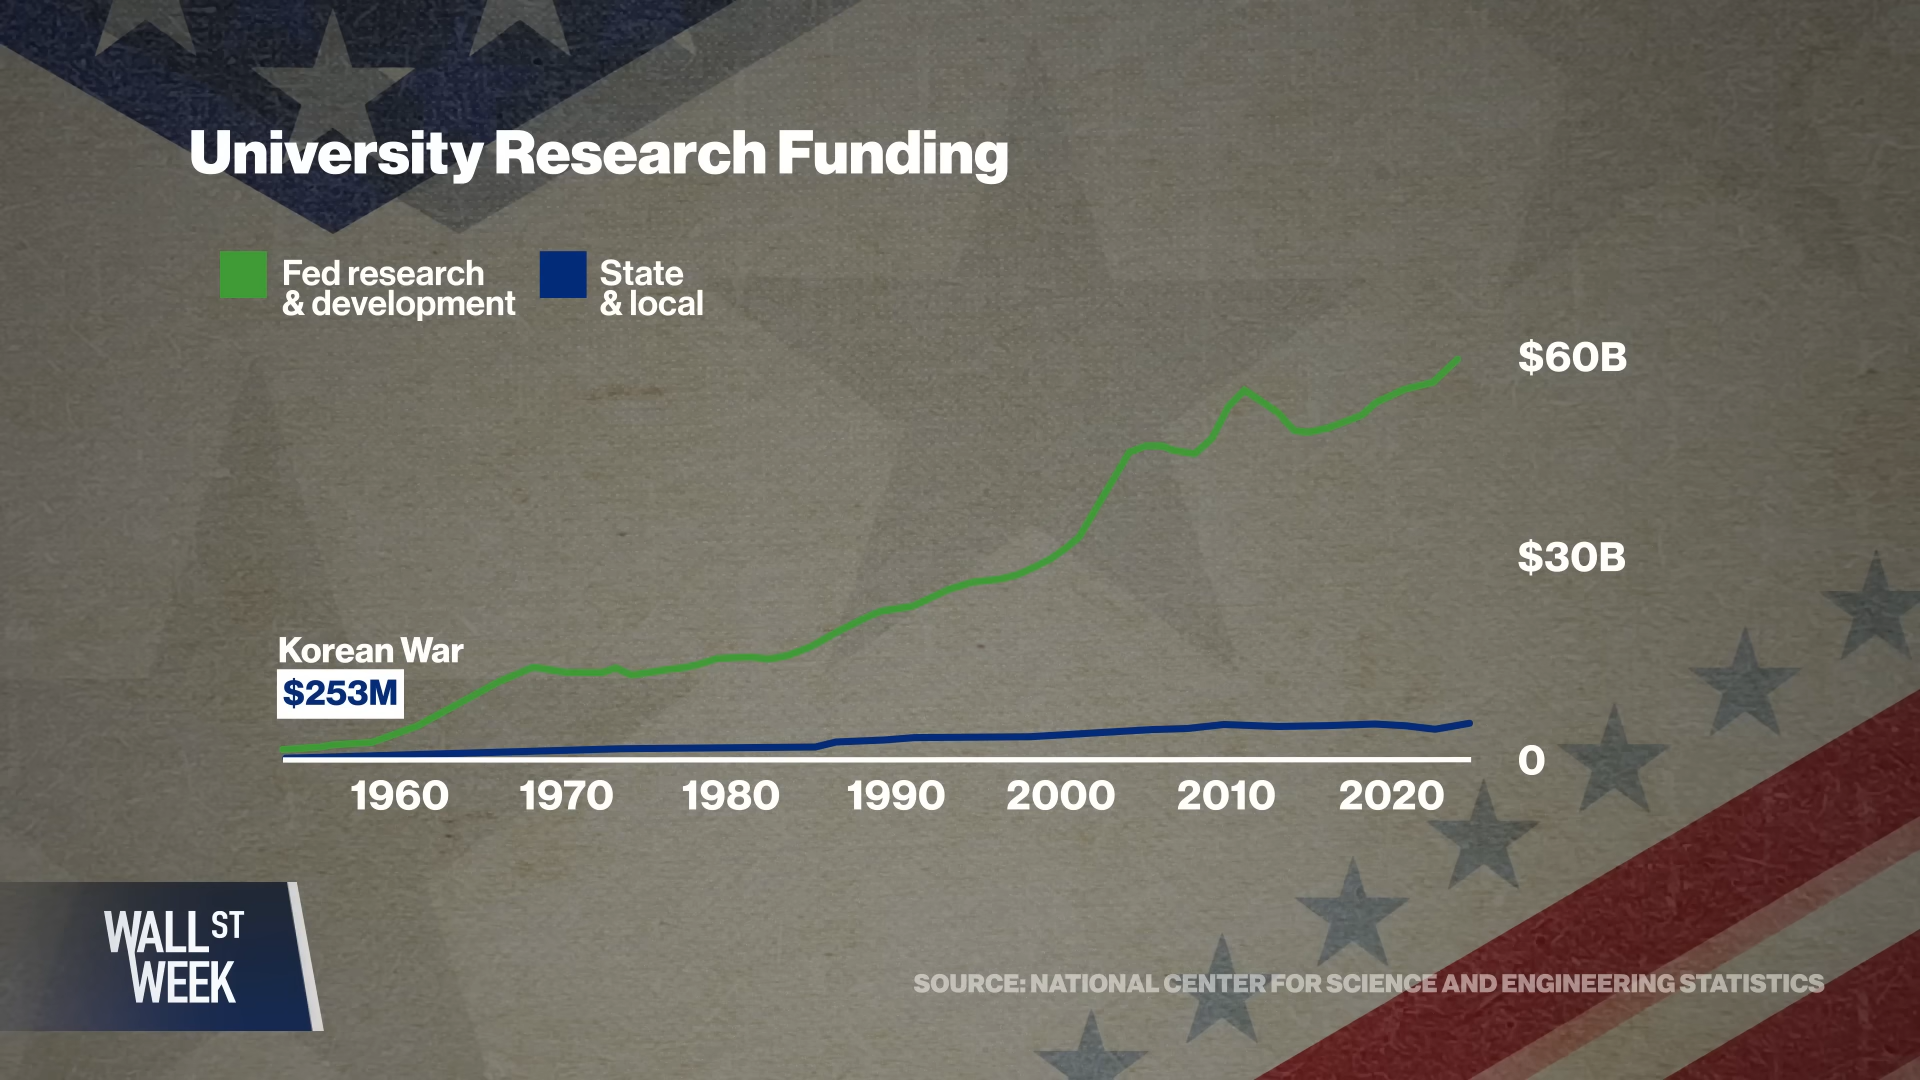 University Research Funding
Fed research
& development
State
& local
$60B
$30B
Korean War
$253M
0
1960 1970 1980 1990 2000 2010 2020
WALL ST
WEEK
SOURCE: NATIONAL CENTER FOR SCIENCE AND ENGINEERING STATISTICS